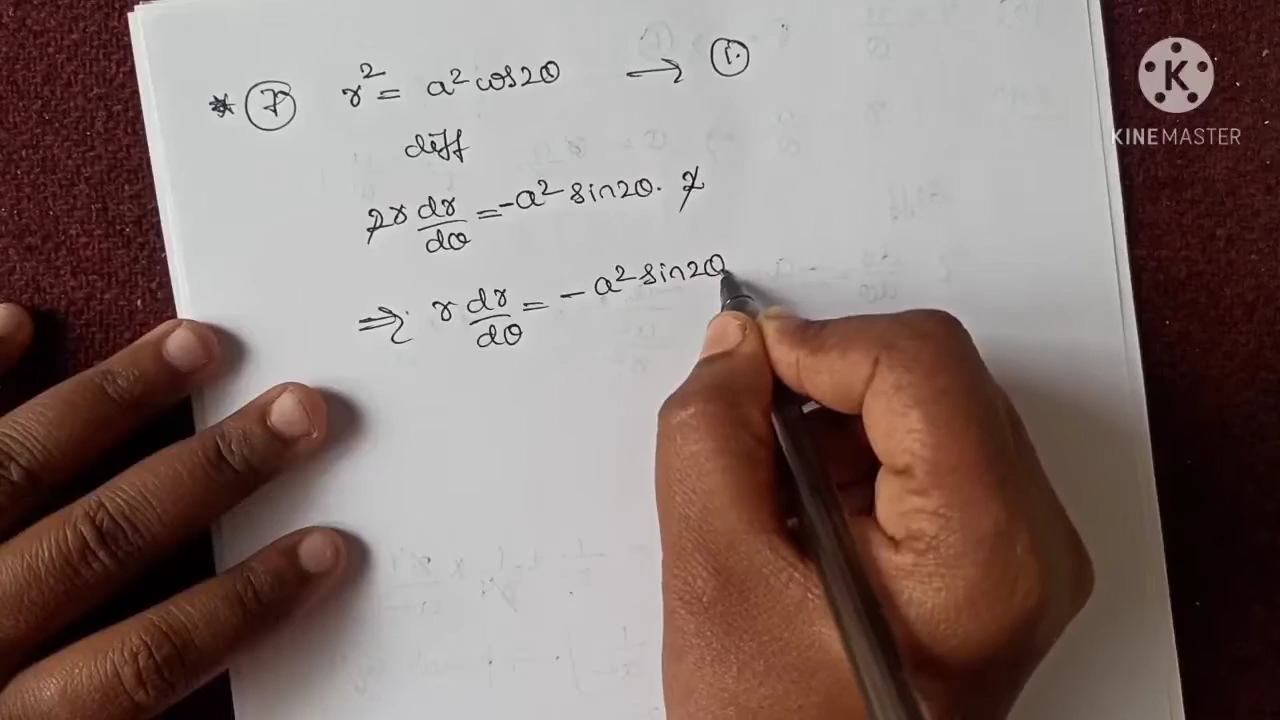 * 7 r² = a² cos2θ → 1.
diff
2r dr/dθ = -a² sin2θ. 2
⇒ r dr/dθ = - a² sin2θ
K
KINEMASTER